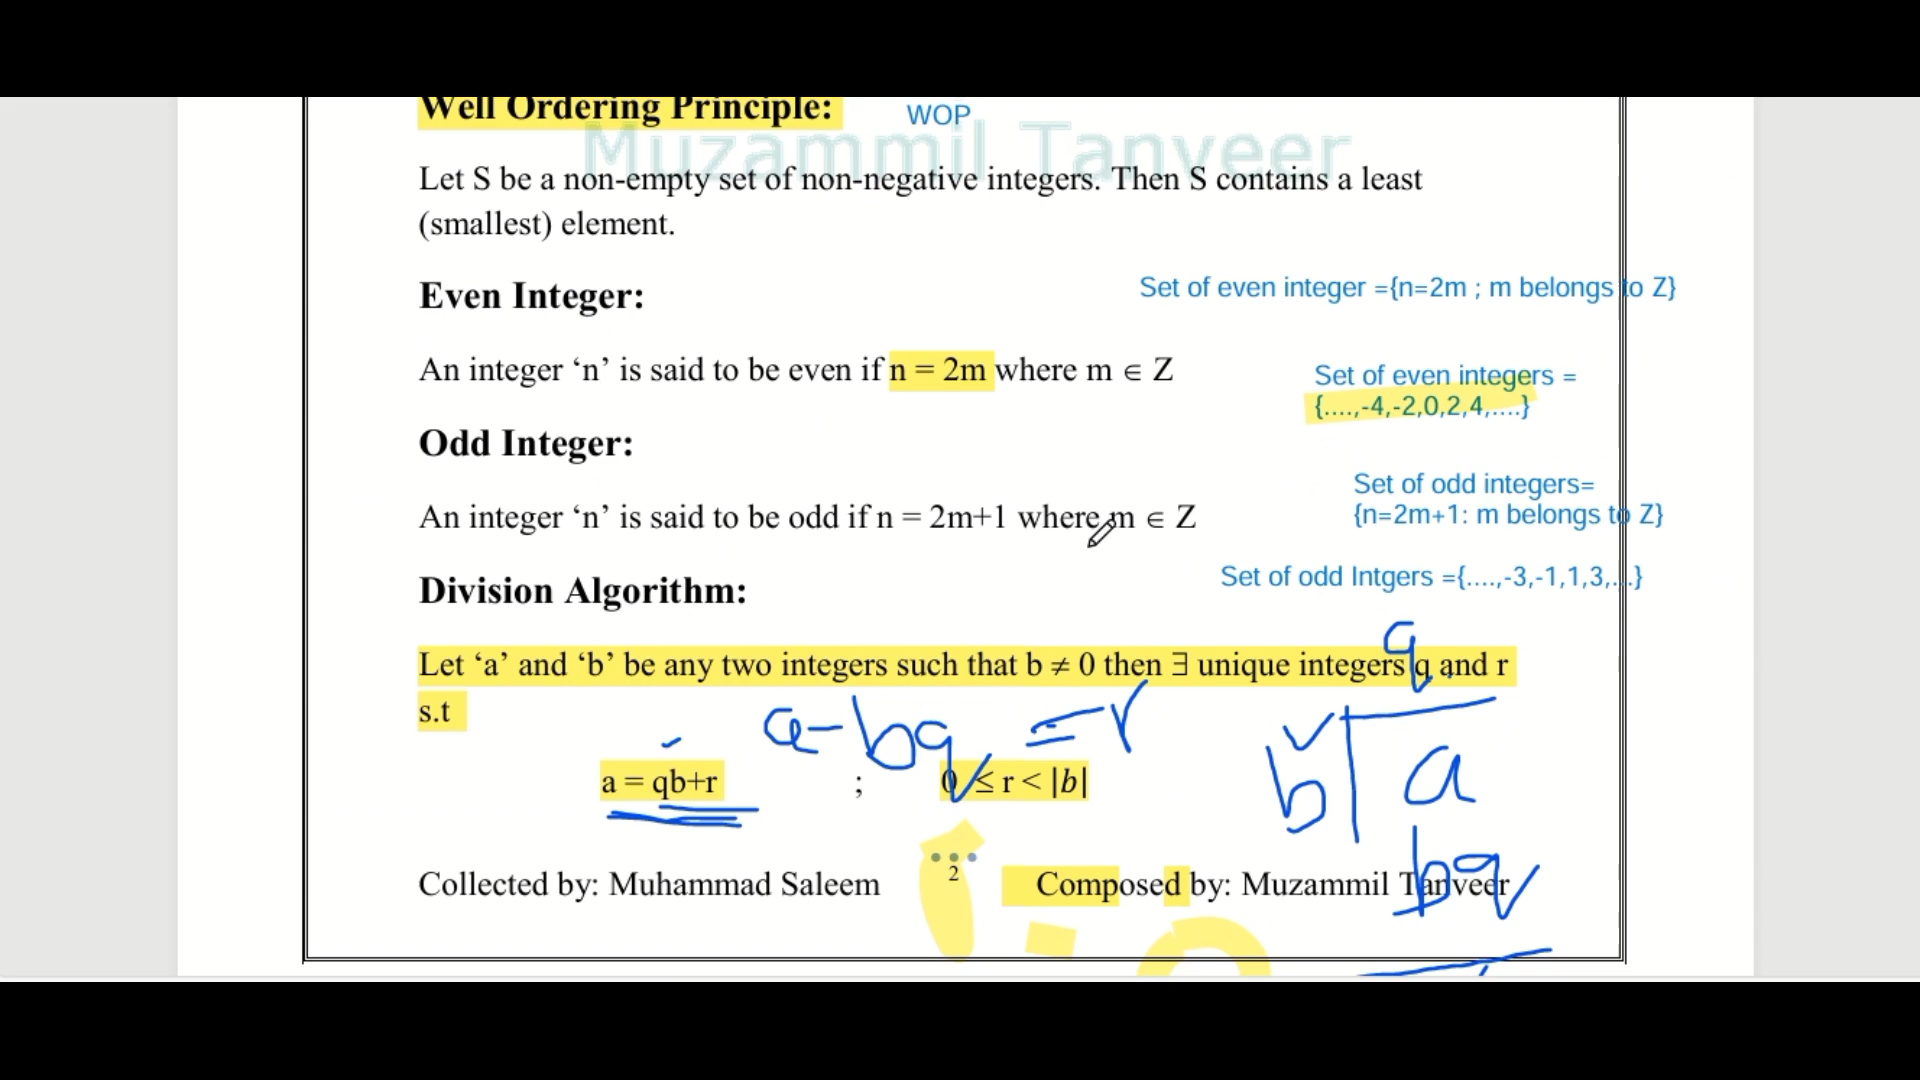 Well Ordering Principle:
WOP
Muzammil Tanveer
Let S be a non-empty set of non-negative integers. Then S contains a least
(smallest) element.
Even Integer:
Set of even integer ={n=2m ; m belongs to Z}
An integer ‘n’ is said to be even if n = 2m where m ∈ Z
Set of even integers =
{....,-4,-2,0,2,4,....}
Odd Integer:
Set of odd integers=
{n=2m+1: m belongs to Z}
An integer ‘n’ is said to be odd if n = 2m+1 where m ∈ Z
Set of odd Intgers ={....,-3,-1,1,3,...}
Division Algorithm:
q
Let ‘a’ and ‘b’ be any two integers such that b ≠ 0 then ∃ unique integers q and r
s.t
a - bq = r
b a
a = qb+r ; 0 ≤ r < |b|
bq
2
Collected by: Muhammad Saleem Composed by: Muzammil Tanveer